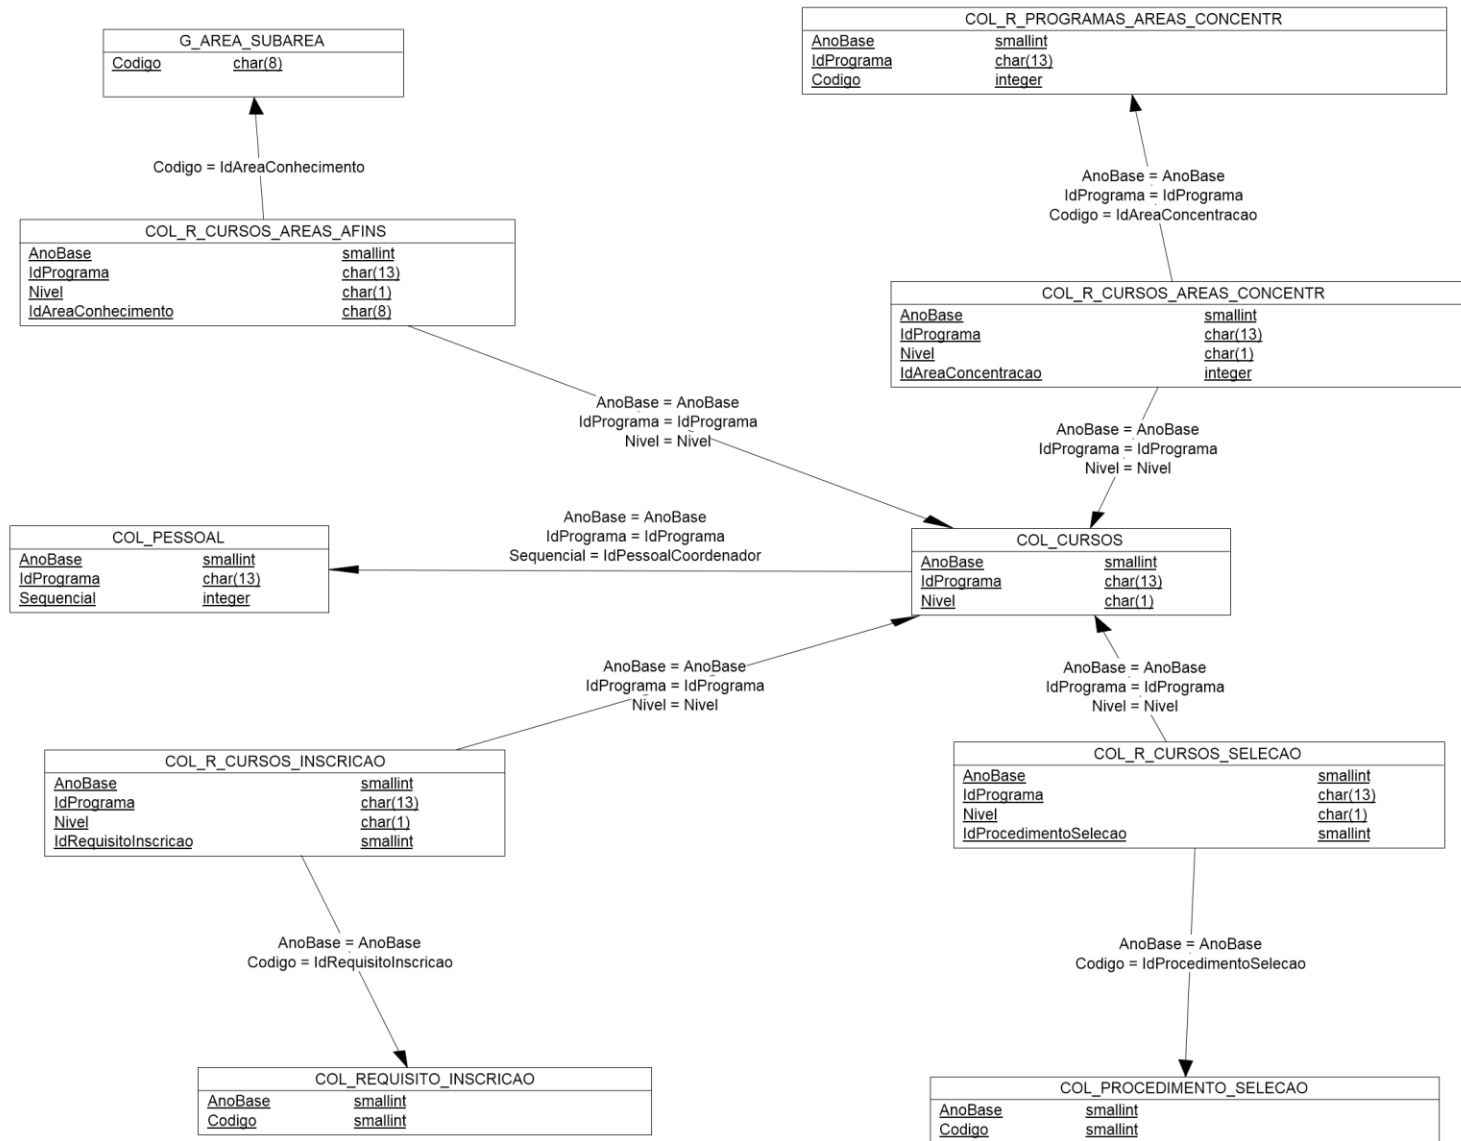 G_AREA_SUBAREA
Codigo char(8)
COL_R_PROGRAMAS_AREAS_CONCENTR
AnoBase smallint
IdPrograma char(13)
Codigo integer
Codigo = IdAreaConhecimento
AnoBase = AnoBase
IdPrograma = IdPrograma
Codigo = IdAreaConcentracao
COL_R_CURSOS_AREAS_AFINS
AnoBase smallint
IdPrograma char(13)
Nivel char(1)
IdAreaConhecimento char(8)
COL_R_CURSOS_AREAS_CONCENTR
AnoBase smallint
IdPrograma char(13)
Nivel char(1)
IdAreaConcentracao integer
AnoBase = AnoBase
IdPrograma = IdPrograma
Nivel = Nivel
AnoBase = AnoBase
IdPrograma = IdPrograma
Nivel = Nivel
COL_PESSOAL
AnoBase smallint
IdPrograma char(13)
Sequencial integer
AnoBase = AnoBase
IdPrograma = IdPrograma
Sequencial = IdPessoalCoordenador
COL_CURSOS
AnoBase smallint
IdPrograma char(13)
Nivel char(1)
AnoBase = AnoBase
IdPrograma = IdPrograma
Nivel = Nivel
AnoBase = AnoBase
IdPrograma = IdPrograma
Nivel = Nivel
COL_R_CURSOS_INSCRICAO
AnoBase smallint
IdPrograma char(13)
Nivel char(1)
IdRequisitoInscricao smallint
COL_R_CURSOS_SELECAO
AnoBase smallint
IdPrograma char(13)
Nivel char(1)
IdProcedimentoSelecao smallint
AnoBase = AnoBase
Codigo = IdRequisitoInscricao
AnoBase = AnoBase
Codigo = IdProcedimentoSelecao
COL_REQUISITO_INSCRICAO
AnoBase smallint
Codigo smallint
COL_PROCEDIMENTO_SELECAO
AnoBase smallint
Codigo smallint